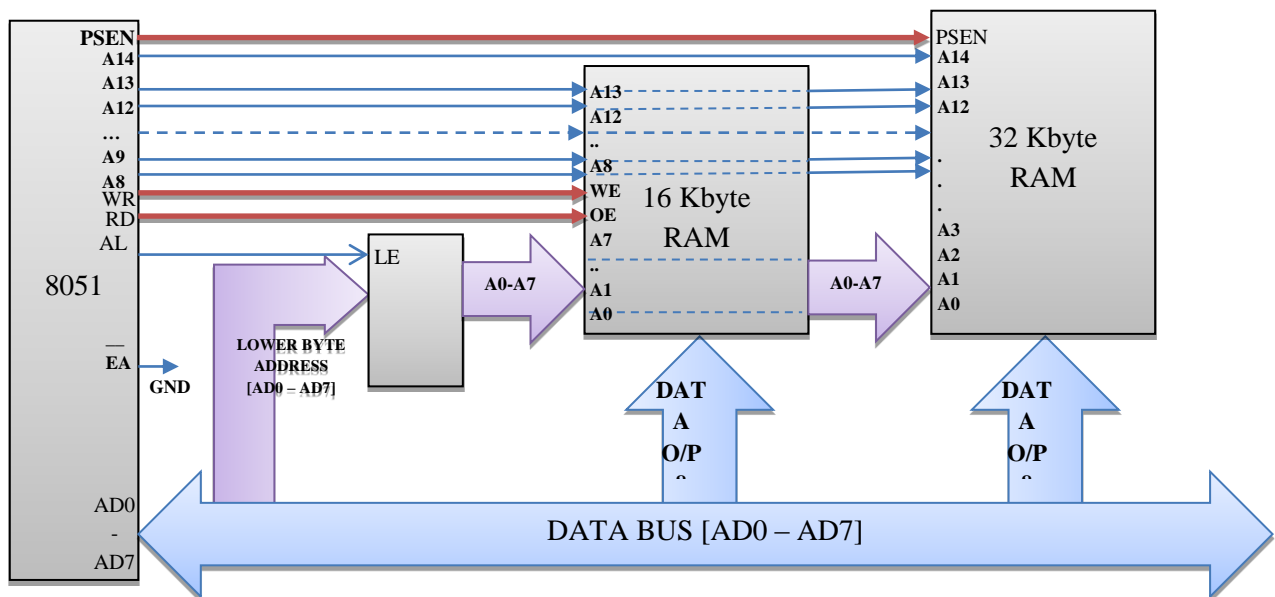 PSEN
A14
A13
A12
...
A9
A8
WR
RD
AL
8051
EA
GND
AD0
-
AD7
LE
LOWER BYTE
ADDRESS
[AD0 – AD7]
A0-A7
A13
A12
..
A8
WE
OE
A7
..
A1
A0
16 Kbyte
RAM
A0-A7
PSEN
A14
A13
A12
.
.
.
A3
A2
A1
A0
32 Kbyte
RAM
DAT
A
O/P
DAT
A
O/P
DATA BUS [AD0 – AD7]